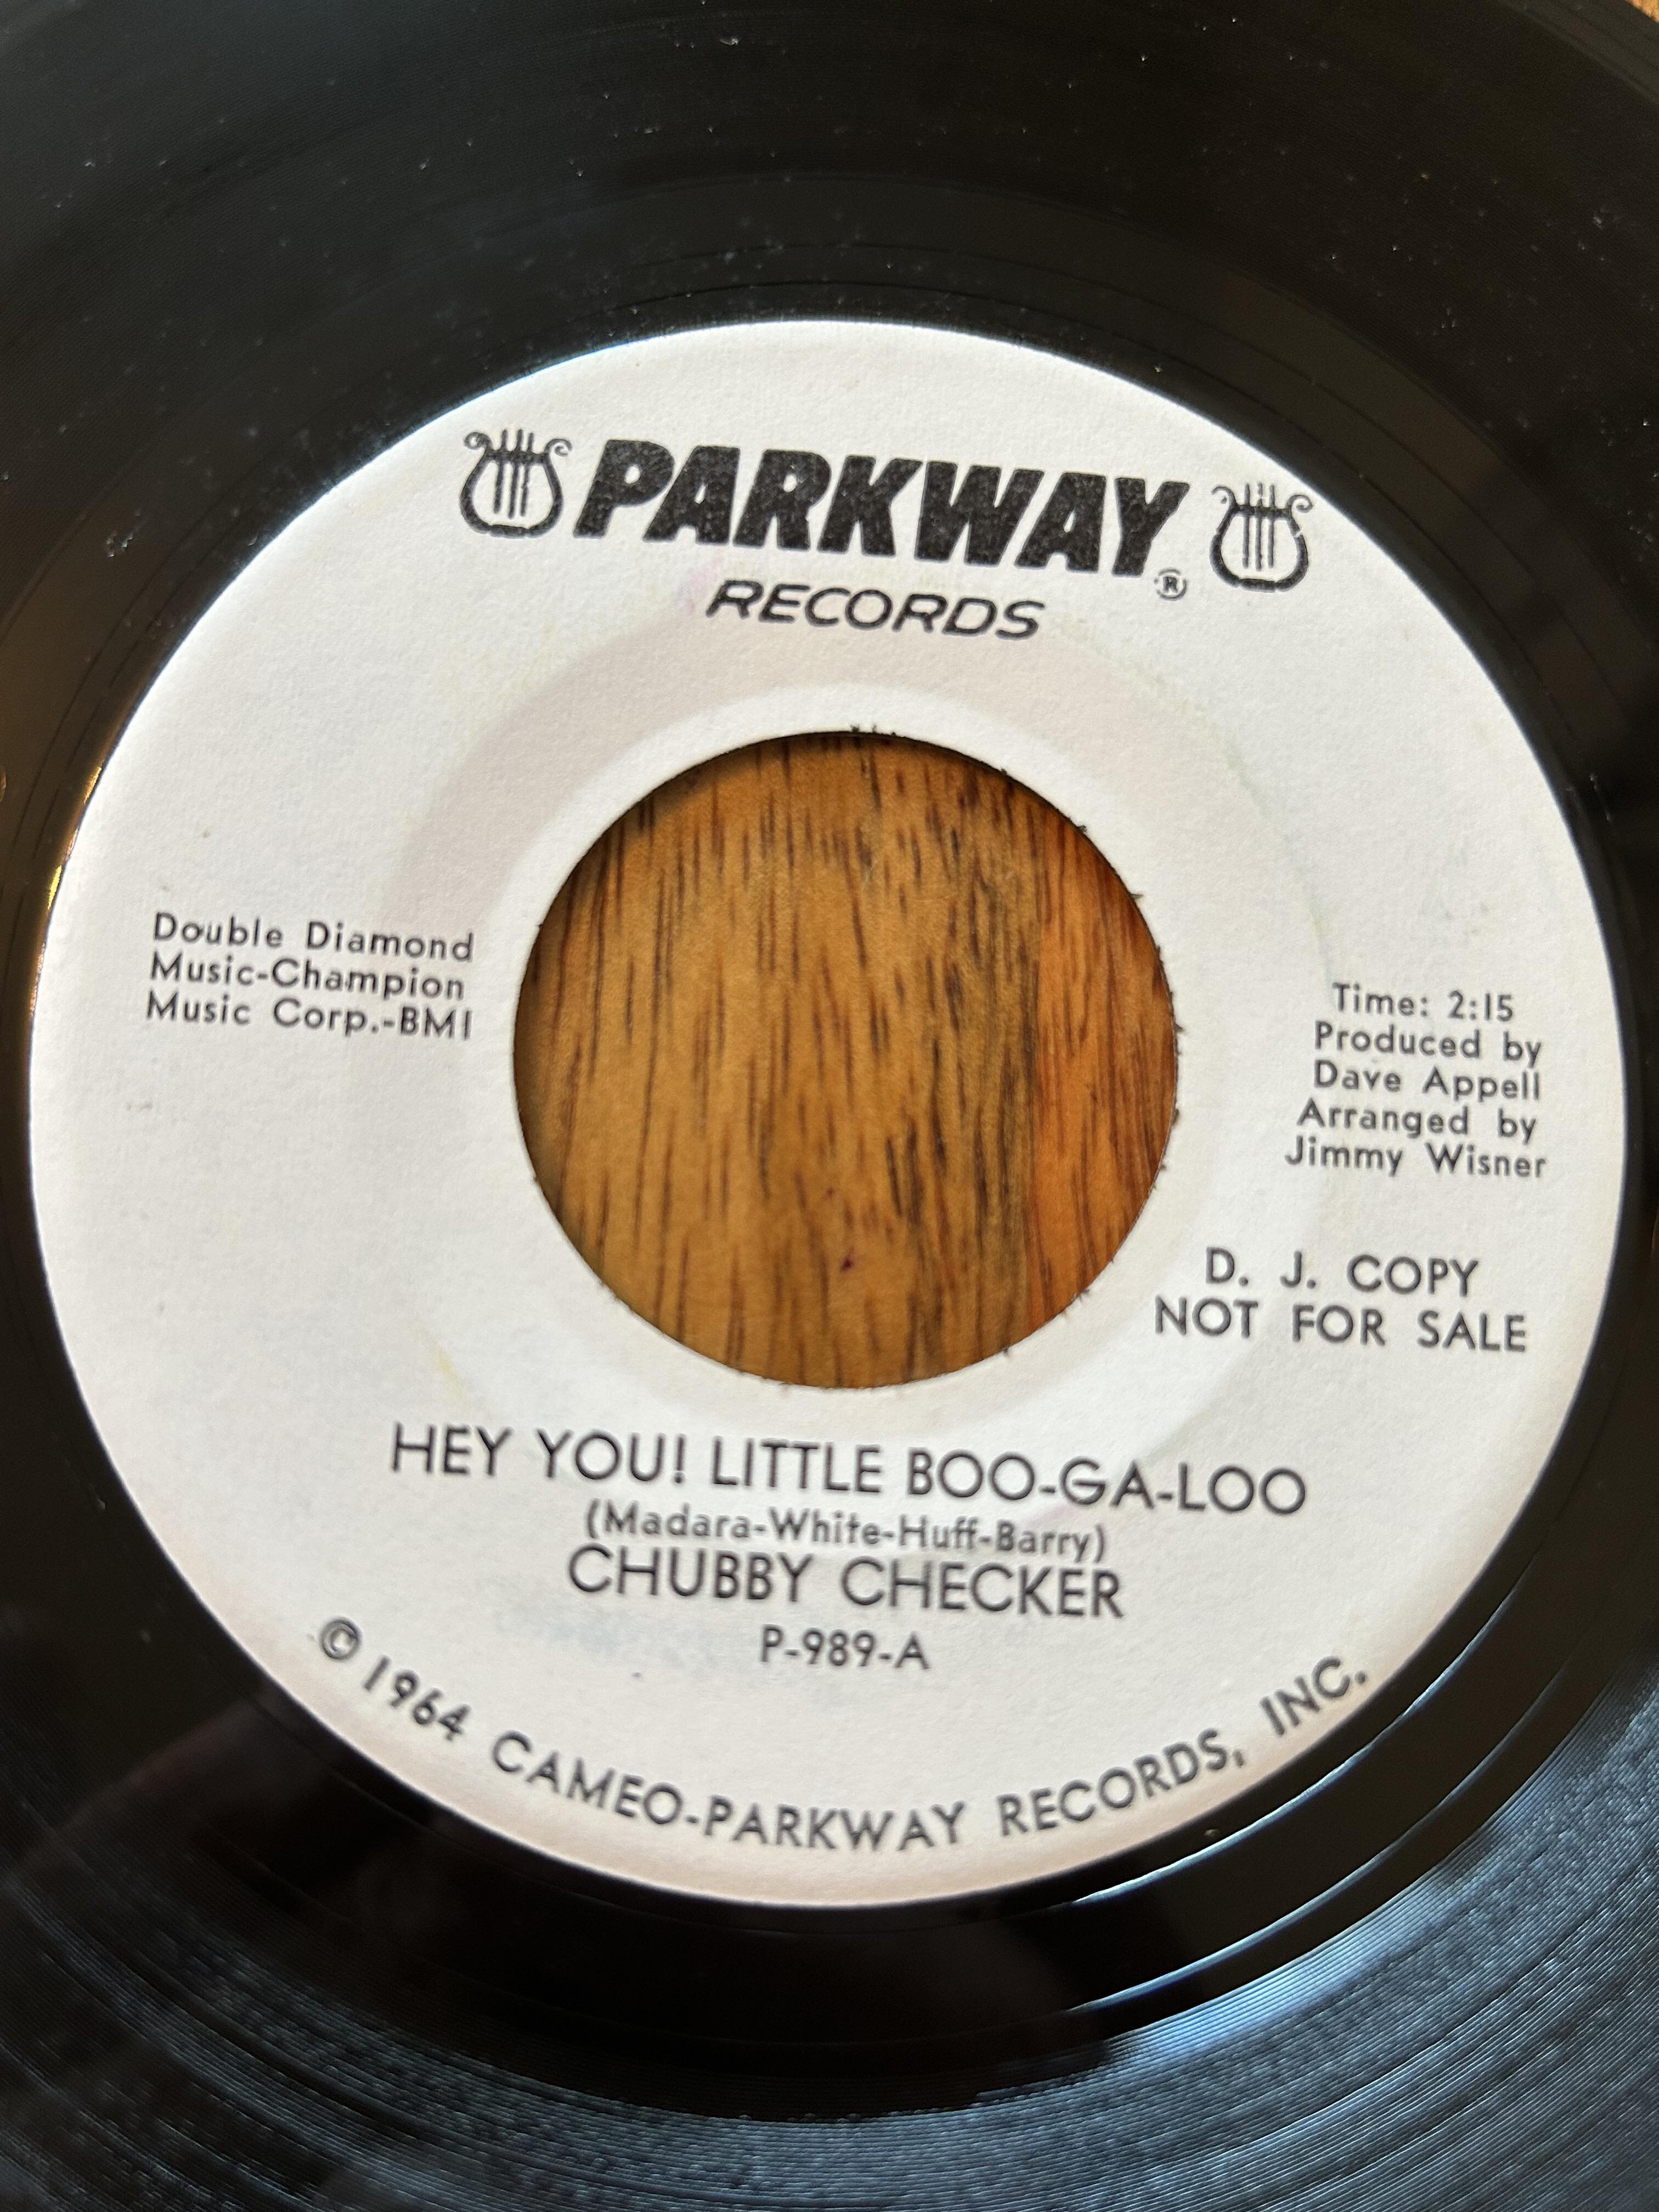 PARKWAY®
RECORDS
Double Diamond
Music-Champion
Music Corp.-BMI
Time: 2:15
Produced by
Dave Appell
Arranged by
Jimmy Wisner
D. J. COPY
NOT FOR SALE
HEY YOU! LITTLE BOO-GA-LOO
(Madara-White-Huff-Barry)
CHUBBY CHECKER
P-989-A
© 1964 CAMEO-PARKWAY RECORDS, INC.